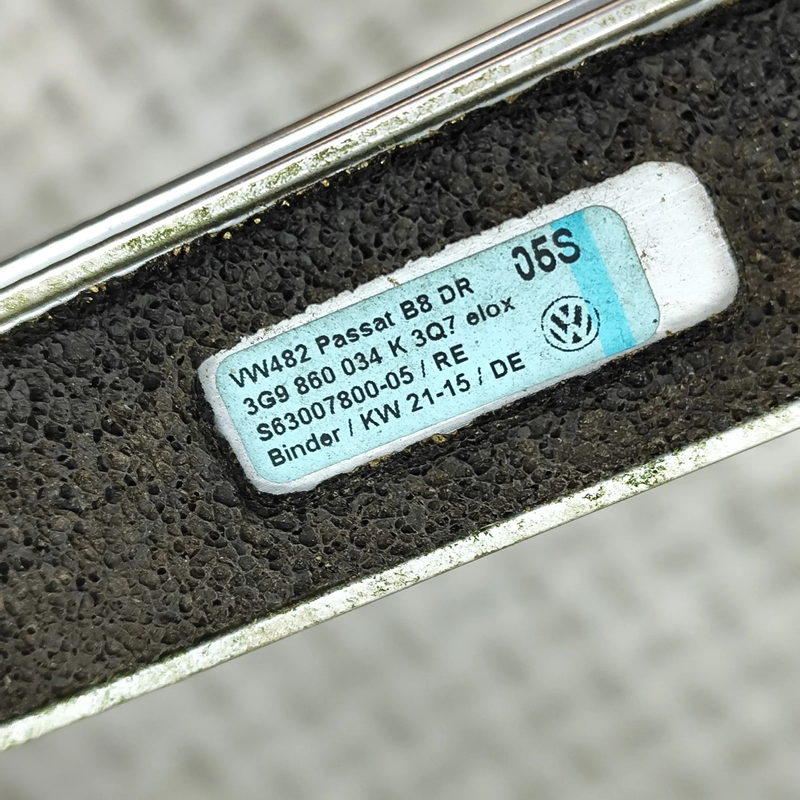 05S
VW482 Passat B8 DR
3G9 860 034 K 3Q7 elox
S63007800-05 / RE
Binder / KW 21-15 / DE